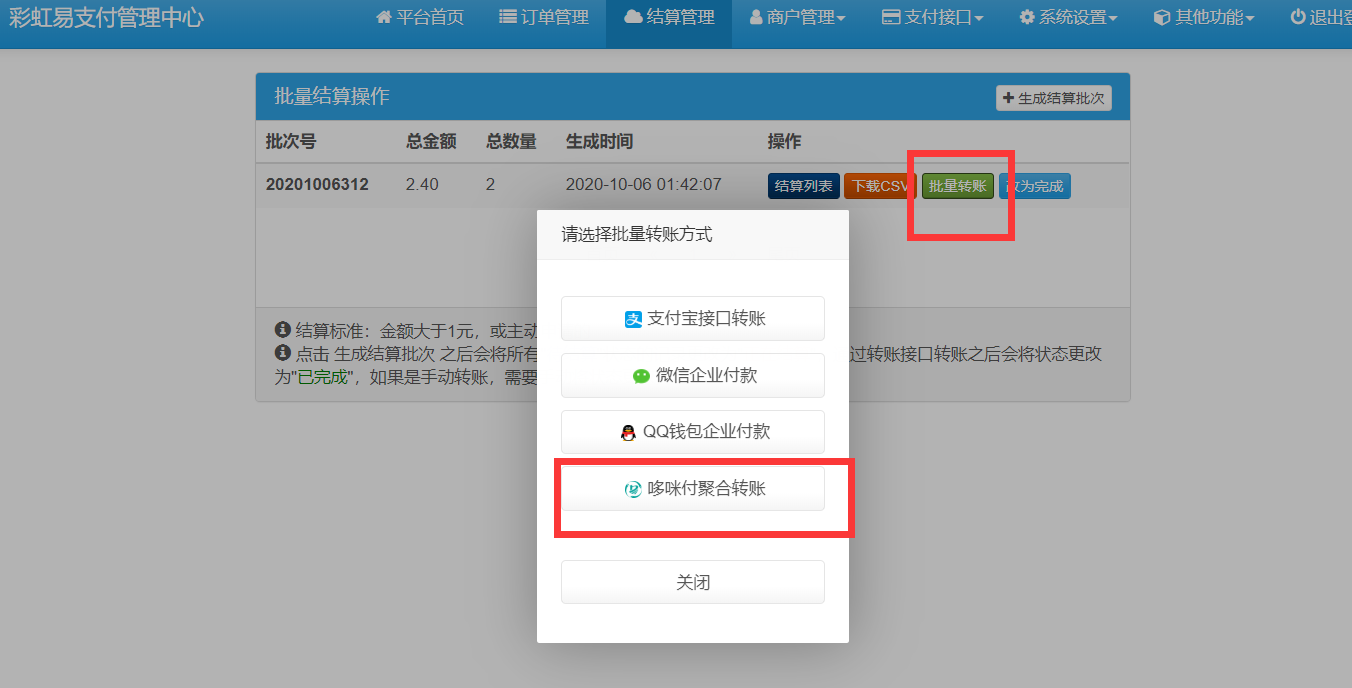 彩虹易支付管理中心
平台首页
订单管理
结算管理
商户管理
支付接口
系统设置
其他功能
退出登
批量结算操作
生成结算批次
批次号 总金额 总数量 生成时间 操作
20201006312 2.40 2 2020-10-06 01:42:07 结算列表 下载CSV 批量转账 改为完成
请选择批量转账方式
支付宝接口转账
微信企业付款
QQ钱包企业付款
哆咪付聚合转账
关闭
结算标准：金额大于1元，或主动
点击 生成结算批次 之后会将所有 过转账接口转账之后会将状态更改
为"已完成"，如果是手动转账，需要